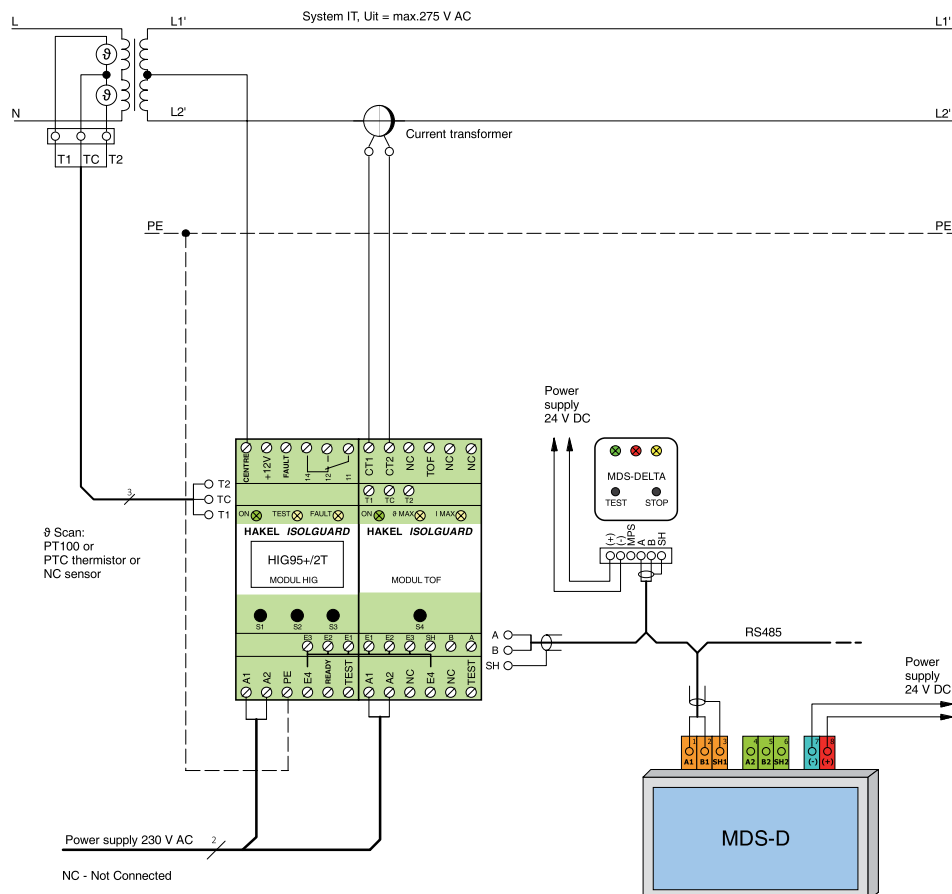 L
L1'
System IT, Uit = max.275 V AC
L1'
ϑ
ϑ
N
L2'
L2'
Current transformer
T1 TC T2
PE
PE
Power
supply
24 V DC
CENTRE +12V FAULT 14 12 11 CT1 CT2 NC TOF NC NC
MDS-DELTA
TEST STOP
T2
TC
T1
3
T1 TC T2
ON TEST FAULT ON ϑ MAX I MAX
HAKEL ISOLGUARD HAKEL ISOLGUARD
HIG95+/2T
MODUL HIG
MODUL TOF
(+) (-) MPS A B SH
ϑ Scan:
PT100 or
PTC thermistor or
NC sensor
S1 S2 S3 S4
E3 E2 E1 E1 E2 E3 SH B A
A
B
SH
RS485
A1 A2 PE E4 READY TEST A1 A2 NC E4 NC TEST
Power
supply
24 V DC
1 2 3 4 5 6 7 8
A1 B1 SH1 A2 B2 SH2 (-) (+)
MDS-D
Power supply 230 V AC
2
NC - Not Connected